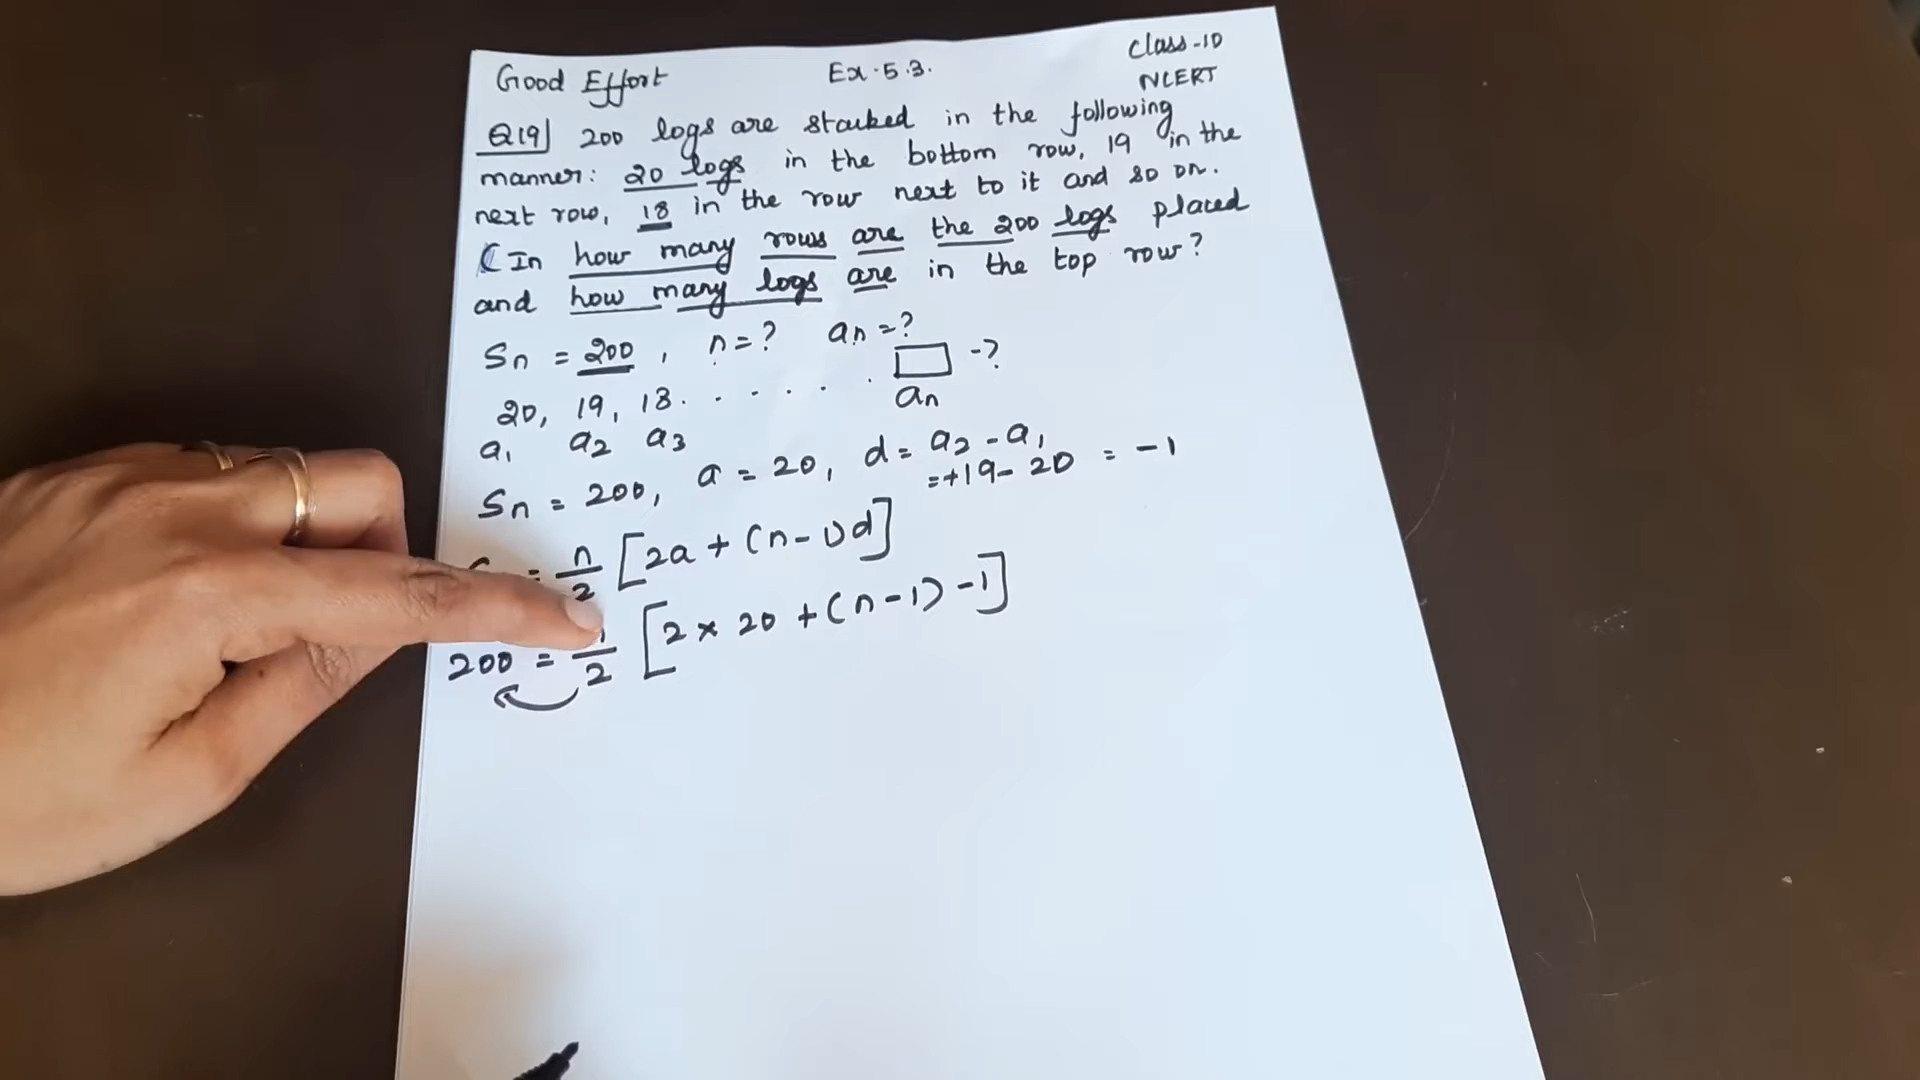 Good Effort
Ex.5.3.
Class-10
NCERT
Q19] 200 logs are stacked in the following
manner: 20 logs in the bottom row, 19 in the
next row, 18 in the row next to it and so on.
(In how many rows are the 200 logs placed
and how many logs are in the top row?
Sn = 200, n=? an=?
20, 19, 18. . . . . . □ -?
a1 a2 a3 an
Sn = 200, a = 20, d = a2 - a1
=+19- 20 = -1
= n/2 [2a + (n-1)d]
200 = /2 [2 × 20 + (n-1) -1]